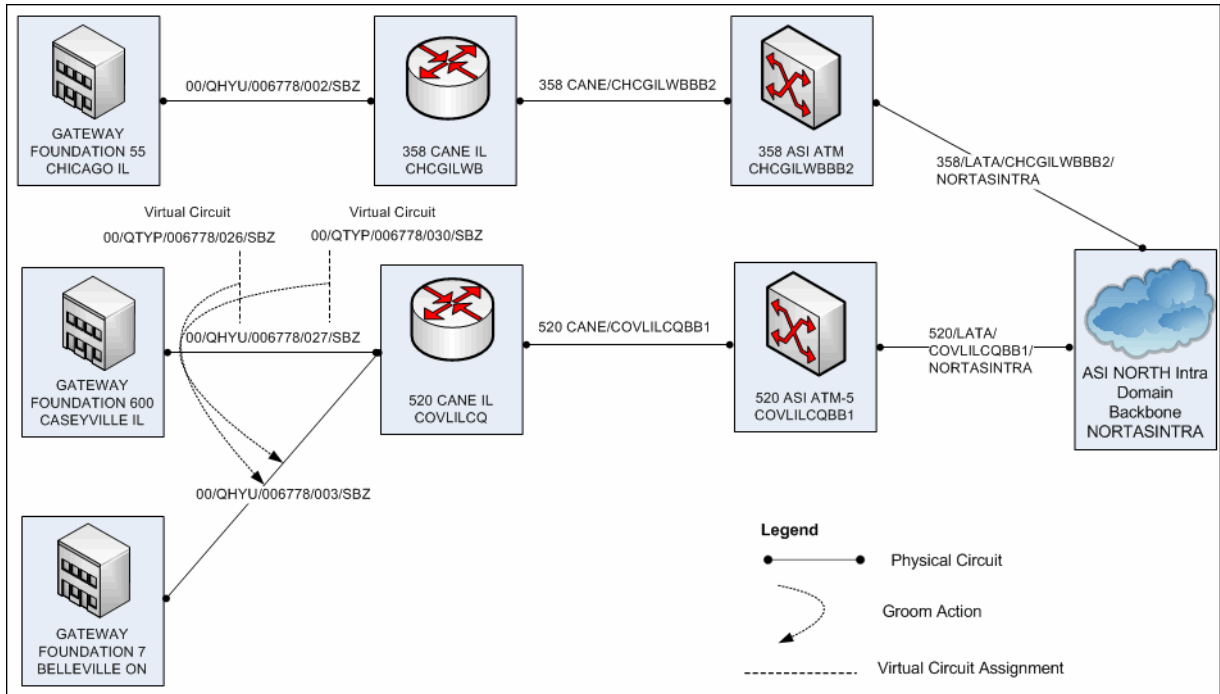 00/QHYU/006778/002/SBZ
358 CANE/CHCGILWBBB2
GATEWAY
FOUNDATION 55
CHICAGO IL
358 CANE IL
CHCGILWB
358 ASI ATM
CHCGILWBBB2
358/LATA/CHCGILWBBB2/
NORTASINTRA
Virtual Circuit
00/QTYP/006778/026/SBZ
Virtual Circuit
00/QTYP/006778/030/SBZ
00/QHYU/006778/027/SBZ
520 CANE/COVLILCQBB1
520/LATA/
COVLILCQBB1/
NORTASINTRA
GATEWAY
FOUNDATION 600
CASEYVILLE IL
520 CANE IL
COVLILCQ
520 ASI ATM-5
COVLILCQBB1
ASI NORTH Intra
Domain
Backbone
NORTASINTRA
00/QHYU/006778/003/SBZ
GATEWAY
FOUNDATION 7
BELLEVILLE ON
Legend
Physical Circuit
Groom Action
Virtual Circuit Assignment